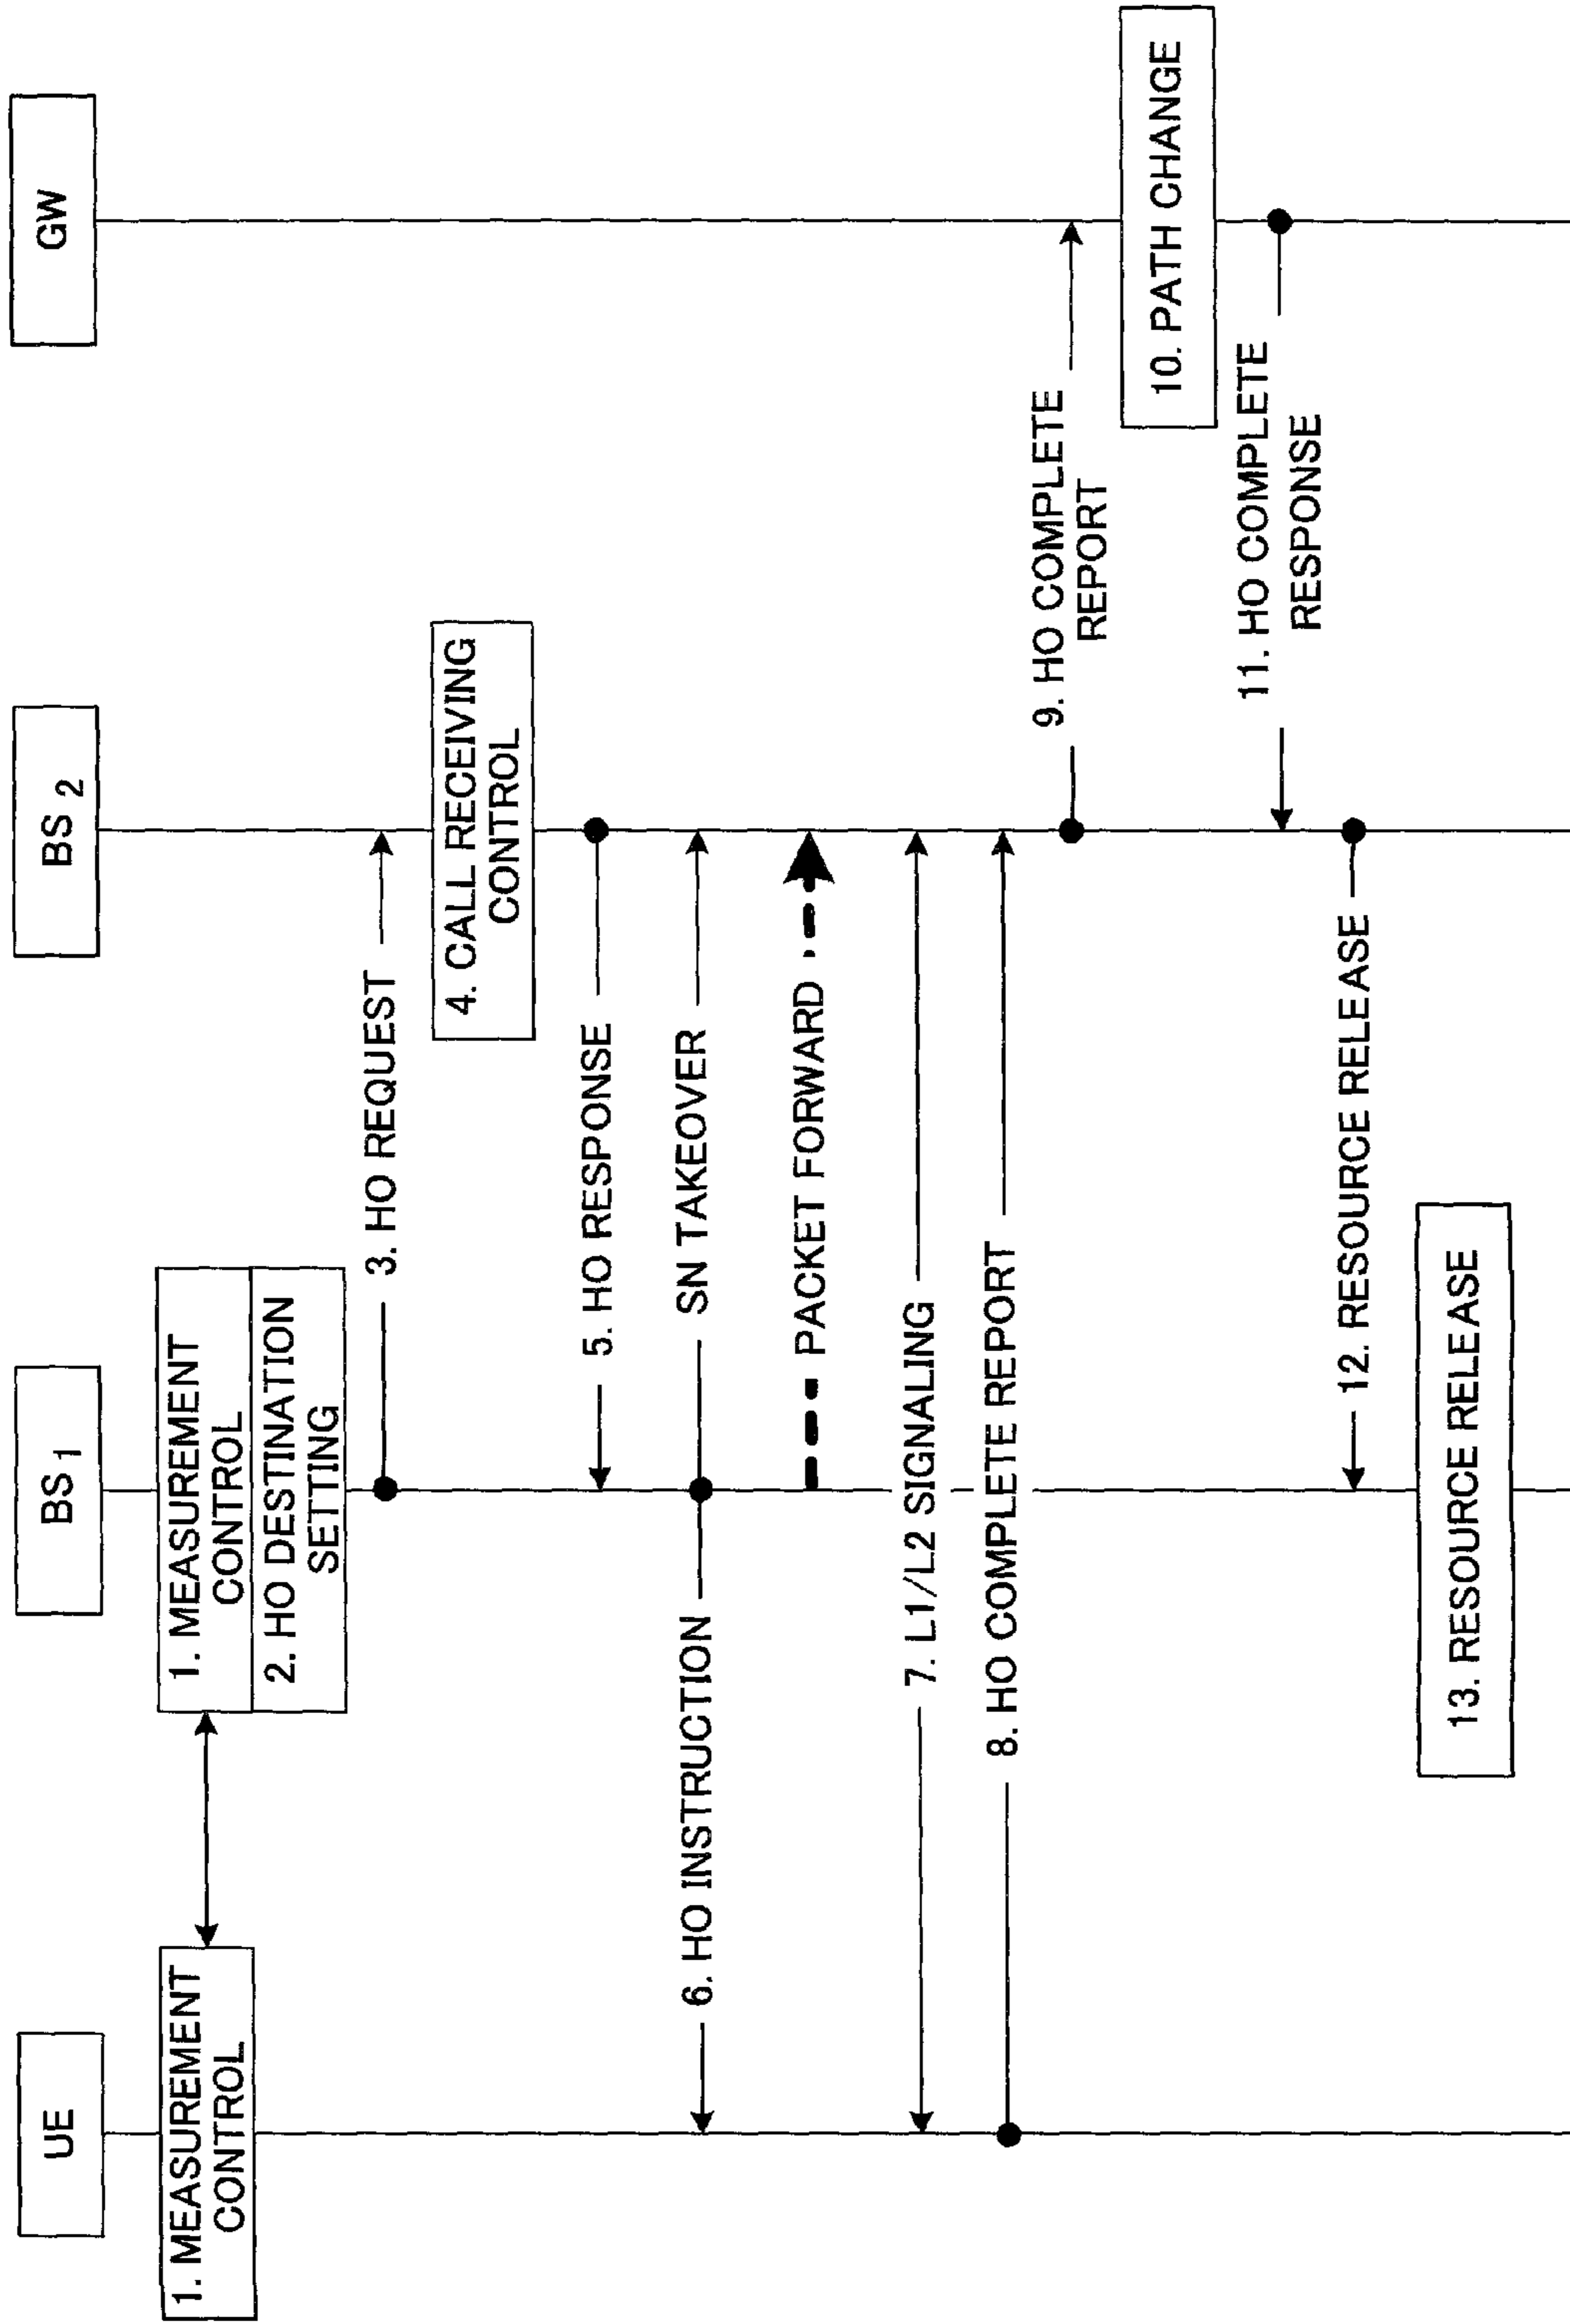 UE
BS 1
BS 2
GW
1. MEASUREMENT
CONTROL
1. MEASUREMENT
CONTROL
2. HO DESTINATION
SETTING
3. HO REQUEST
4. CALL RECEIVING
CONTROL
5. HO RESPONSE
6. HO INSTRUCTION
SN TAKEOVER
PACKET FORWARD
7. L1/L2 SIGNALING
8. HO COMPLETE REPORT
9. HO COMPLETE
REPORT
10. PATH CHANGE
11. HO COMPLETE
RESPONSE
12. RESOURCE RELEASE
13. RESOURCE RELEASE